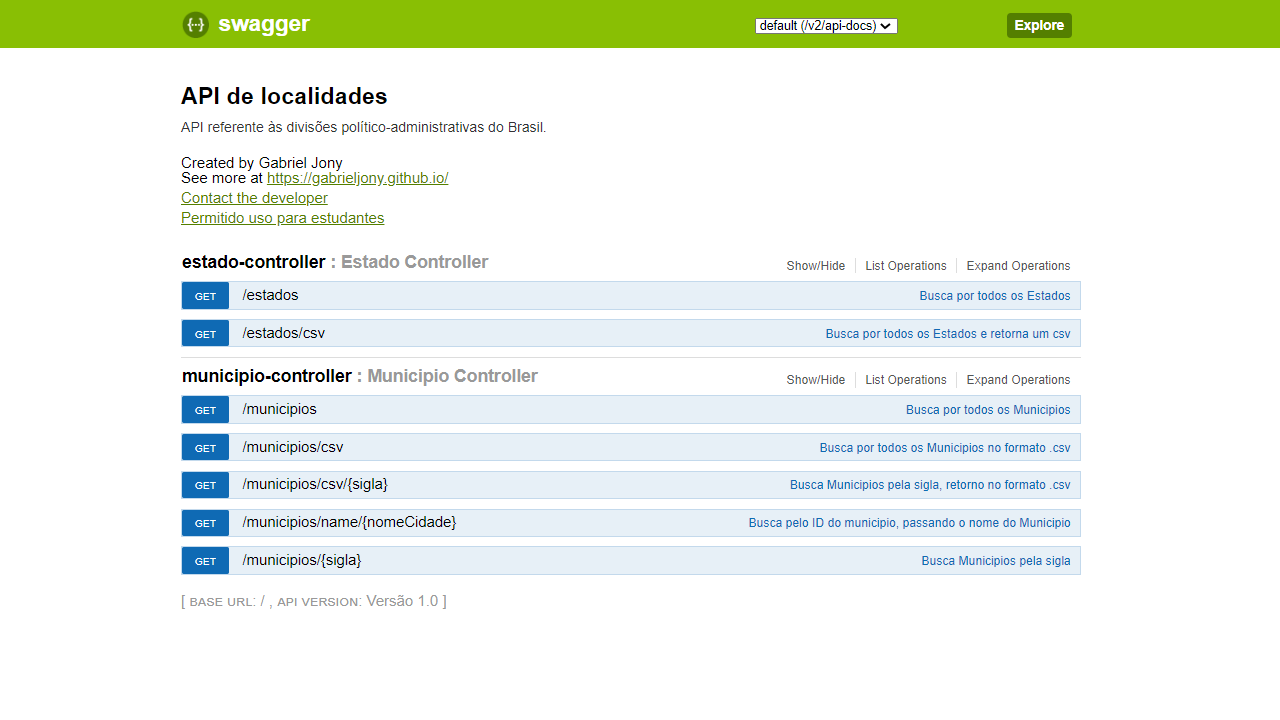 swagger
default (/v2/api-docs)
Explore
API de localidades
API referente às divisões político-administrativas do Brasil.
Created by Gabriel Jony
See more at https://gabrieljony.github.io/
Contact the developer
Permitido uso para estudantes
estado-controller : Estado Controller
Show/Hide
List Operations
Expand Operations
GET /estados Busca por todos os Estados
GET /estados/csv Busca por todos os Estados e retorna um csv
municipio-controller : Municipio Controller
Show/Hide
List Operations
Expand Operations
GET /municipios Busca por todos os Municipios
GET /municipios/csv Busca por todos os Municipios no formato .csv
GET /municipios/csv/{sigla} Busca Municipios pela sigla, retorno no formato .csv
GET /municipios/name/{nomeCidade} Busca pelo ID do municipio, passando o nome do Municipio
GET /municipios/{sigla} Busca Municipios pela sigla
[ BASE URL: / , API VERSION: Versão 1.0 ]